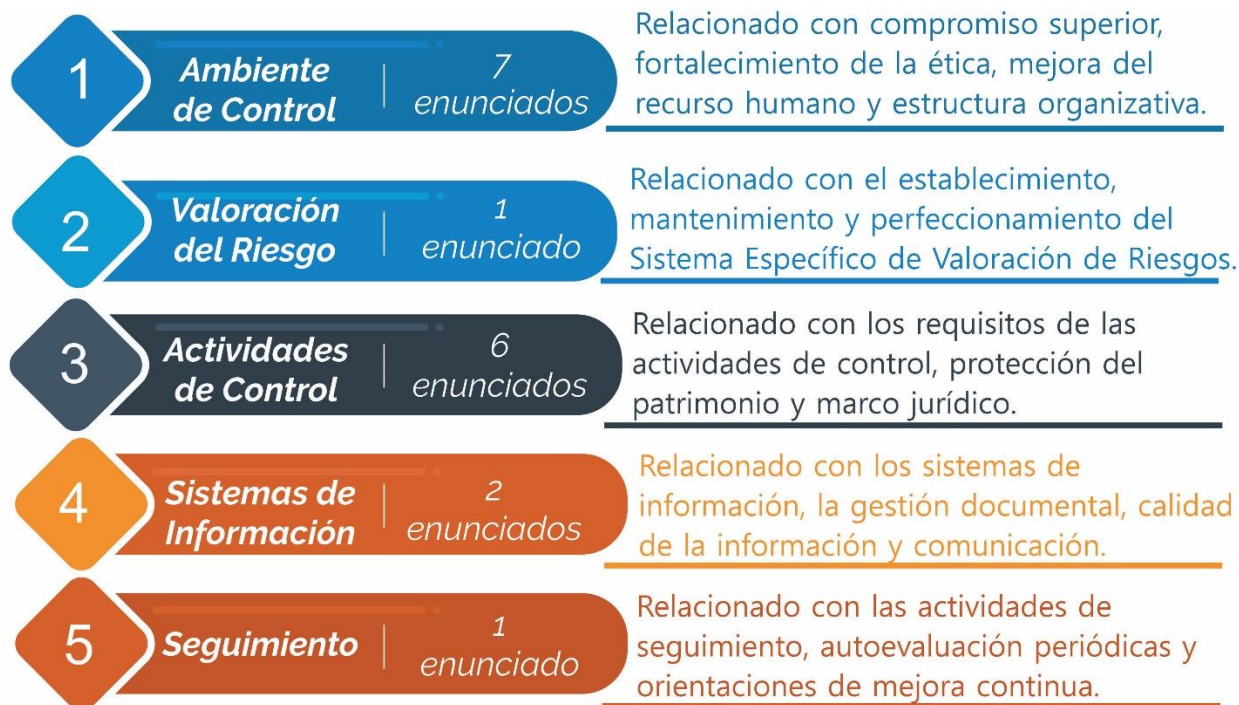 1
Ambiente
de Control
7
enunciados
Relacionado con compromiso superior,
fortalecimiento de la ética, mejora del
recurso humano y estructura organizativa.
2
Valoración
del Riesgo
1
enunciado
Relacionado con el establecimiento,
mantenimiento y perfeccionamiento del
Sistema Específico de Valoración de Riesgos.
3
Actividades
de Control
6
enunciados
Relacionado con los requisitos de las
actividades de control, protección del
patrimonio y marco jurídico.
4
Sistemas de
Información
2
enunciados
Relacionado con los sistemas de
información, la gestión documental, calidad
de la información y comunicación.
5
Seguimiento
1
enunciado
Relacionado con las actividades de
seguimiento, autoevaluación periódicas y
orientaciones de mejora continua.